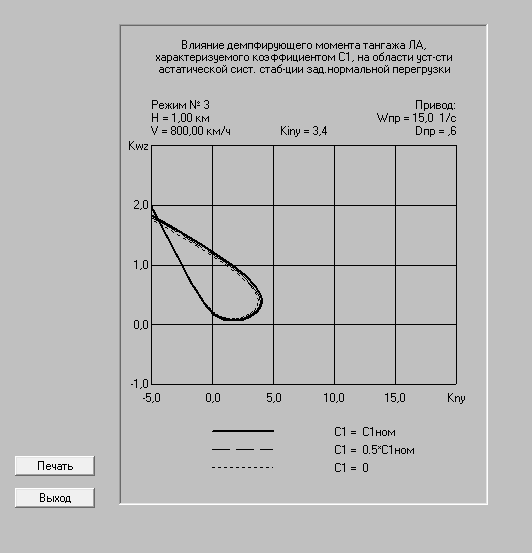 Влияние демпфирующего момента тангажа ЛА,
характеризуемого коэффициентом С1, на области уст-сти
астатической сист. стаб-ции зад.нормальной перегрузки
Режим № 3
Привод:
H = 1,00 км
Wпр = 15,0 1/с
V = 800,00 км/ч
Kiny = 3,4
Dпр = ,6
Kwz
2,0
1,0
0,0
-1,0
-5,0
0,0
5,0
10,0
15,0
Kny
C1 = С1ном
C1 = 0.5*С1ном
C1 = 0
Печать
Выход